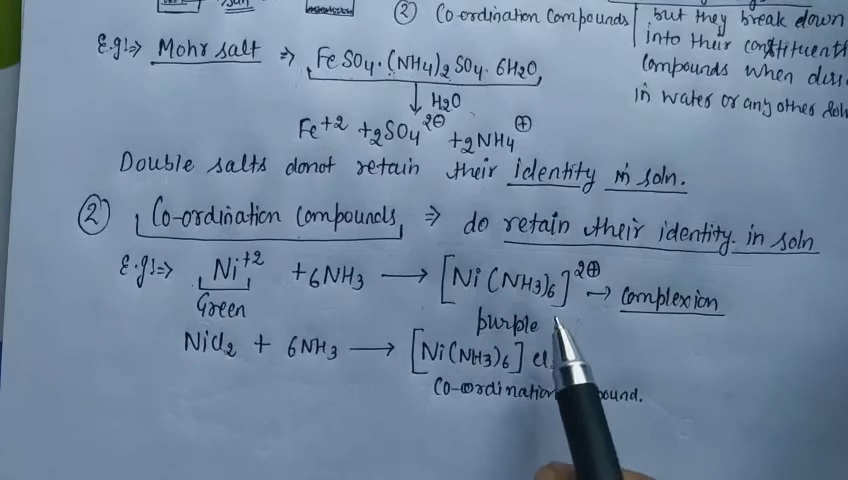 salt
② Co-ordination Compounds
but they break down
into their constituent
compounds when diss
in water or any other solv
E.g:⇒ Mohr salt ⇒ FeSO4·(NH4)2SO4·6H2O
↓ H2O
Fe+2 + 2SO4 2⊖ + 2NH4 ⊕
Double salts donot retain their identity in soln.
② Co-ordination Compounds ⇒ do retain their identity in soln
E.g:⇒ Ni+2 + 6NH3 ⟶ [Ni(NH3)6]2⊕ → Complexion
Green
purple
NiCl2 + 6NH3 ⟶ [Ni(NH3)6] Cl
Co-ordination pound.